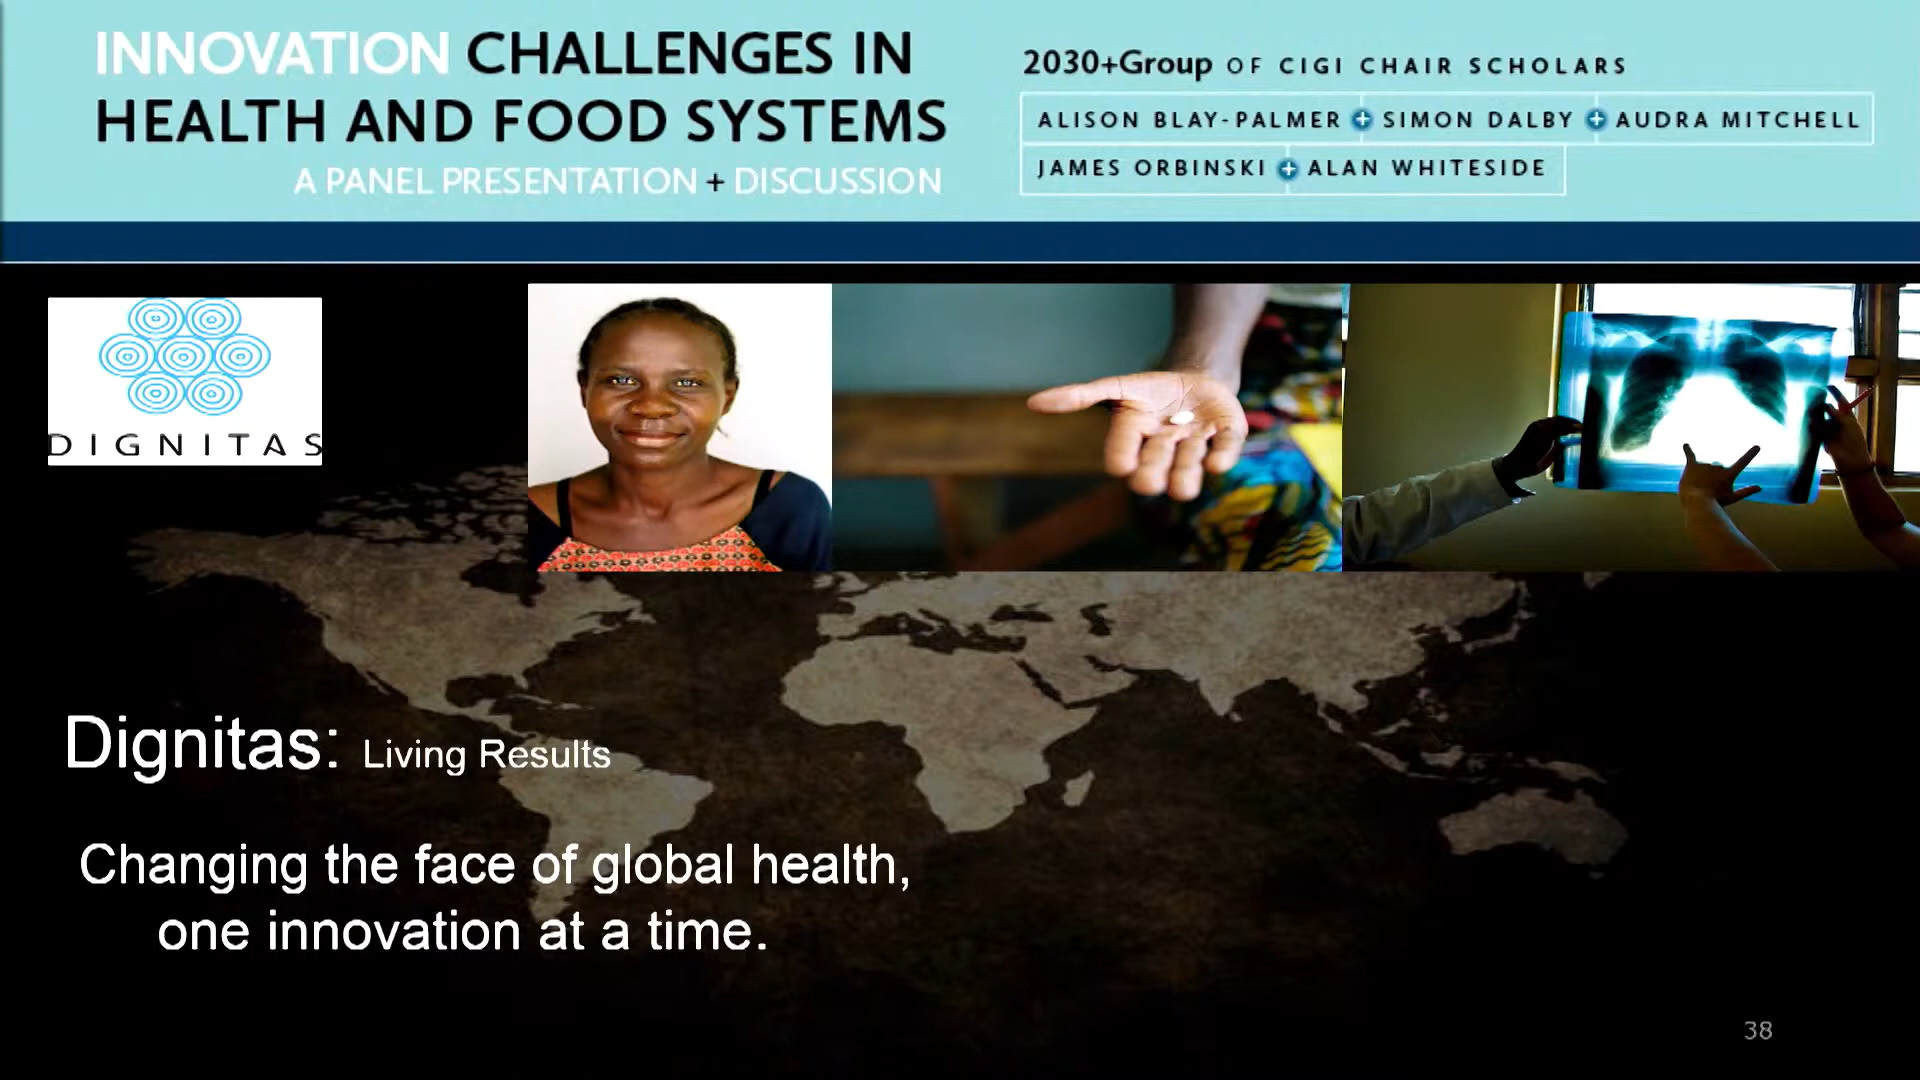 INNOVATION CHALLENGES IN
HEALTH AND FOOD SYSTEMS
A PANEL PRESENTATION + DISCUSSION
2030+Group OF CIGI CHAIR SCHOLARS
ALISON BLAY-PALMER + SIMON DALBY + AUDRA MITCHELL
JAMES ORBINSKI + ALAN WHITESIDE
DIGNITAS
Dignitas: Living Results
Changing the face of global health,
one innovation at a time.
38